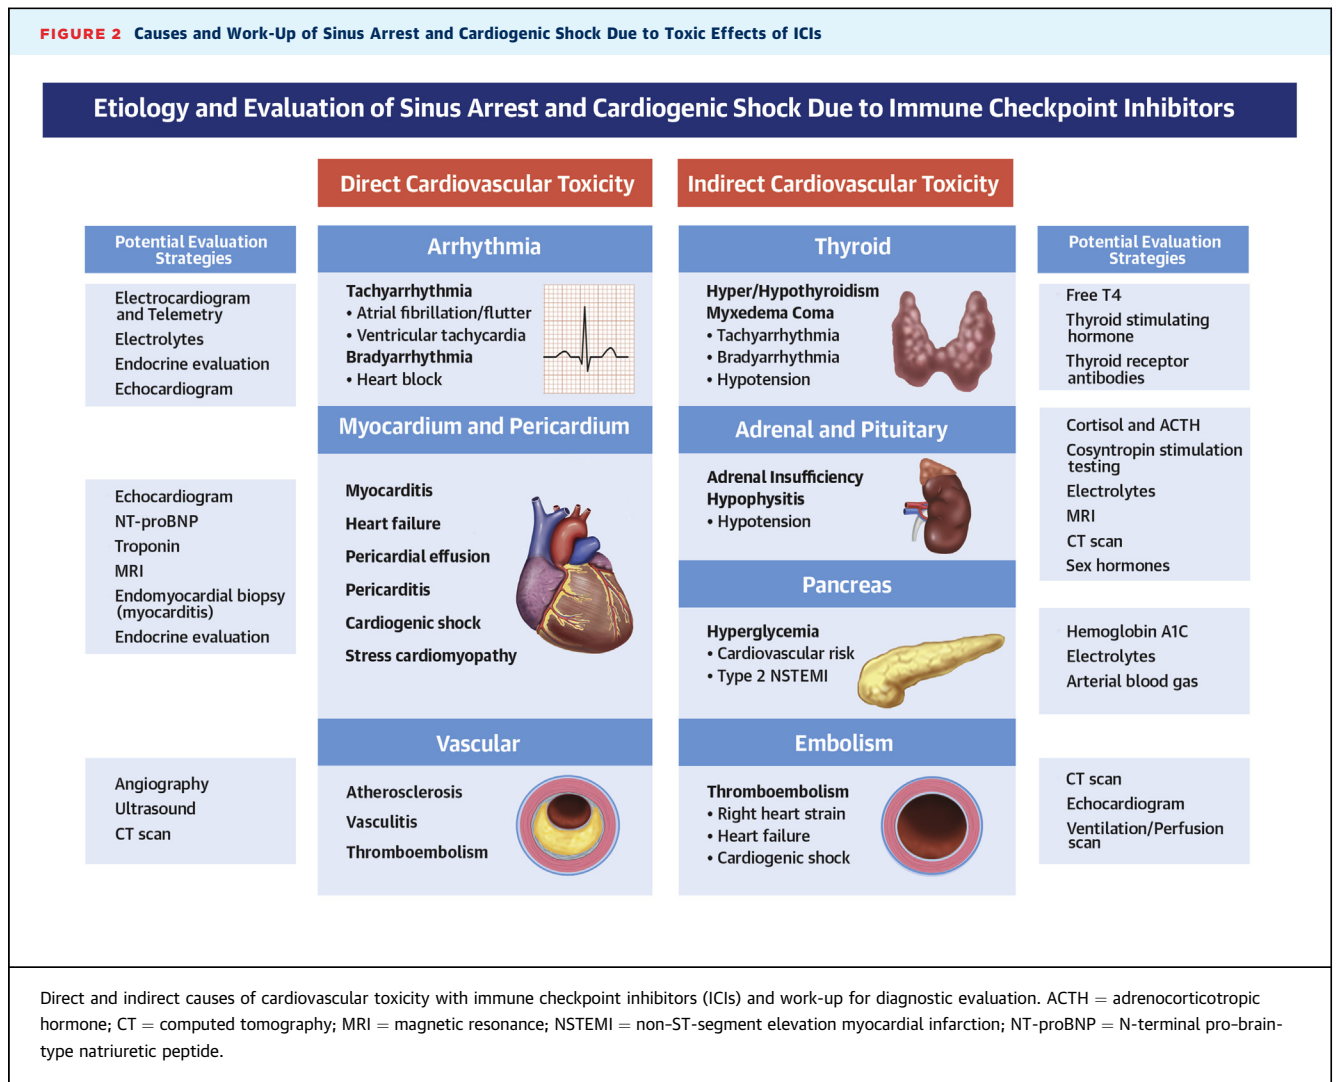 FIGURE 2 Causes and Work-Up of Sinus Arrest and Cardiogenic Shock Due to Toxic Effects of ICIs
Etiology and Evaluation of Sinus Arrest and Cardiogenic Shock Due to Immune Checkpoint Inhibitors
Direct Cardiovascular Toxicity
Indirect Cardiovascular Toxicity
Potential Evaluation
Strategies
Electrocardiogram
and Telemetry
Electrolytes
Endocrine evaluation
Echocardiogram
Echocardiogram
NT-proBNP
Troponin
MRI
Endomyocardial biopsy
(myocarditis)
Endocrine evaluation
Angiography
Ultrasound
CT scan
Arrhythmia
Tachyarrhythmia
• Atrial fibrillation/flutter
• Ventricular tachycardia
Bradyarrhythmia
• Heart block
Myocardium and Pericardium
Myocarditis
Heart failure
Pericardial effusion
Pericarditis
Cardiogenic shock
Stress cardiomyopathy
Vascular
Atherosclerosis
Vasculitis
Thromboembolism
Thyroid
Hyper/Hypothyroidism
Myxedema Coma
• Tachyarrhythmia
• Bradyarrhythmia
• Hypotension
Adrenal and Pituitary
Adrenal Insufficiency
Hypophysitis
• Hypotension
Pancreas
Hyperglycemia
• Cardiovascular risk
• Type 2 NSTEMI
Embolism
Thromboembolism
• Right heart strain
• Heart failure
• Cardiogenic shock
Potential Evaluation
Strategies
Free T4
Thyroid stimulating
hormone
Thyroid receptor
antibodies
Cortisol and ACTH
Cosyntropin stimulation
testing
Electrolytes
MRI
CT scan
Sex hormones
Hemoglobin A1C
Electrolytes
Arterial blood gas
CT scan
Echocardiogram
Ventilation/Perfusion
scan
Direct and indirect causes of cardiovascular toxicity with immune checkpoint inhibitors (ICIs) and work-up for diagnostic evaluation. ACTH = adrenocorticotropic
hormone; CT = computed tomography; MRI = magnetic resonance; NSTEMI = non–ST-segment elevation myocardial infarction; NT-proBNP = N-terminal pro–brain-
type natriuretic peptide.